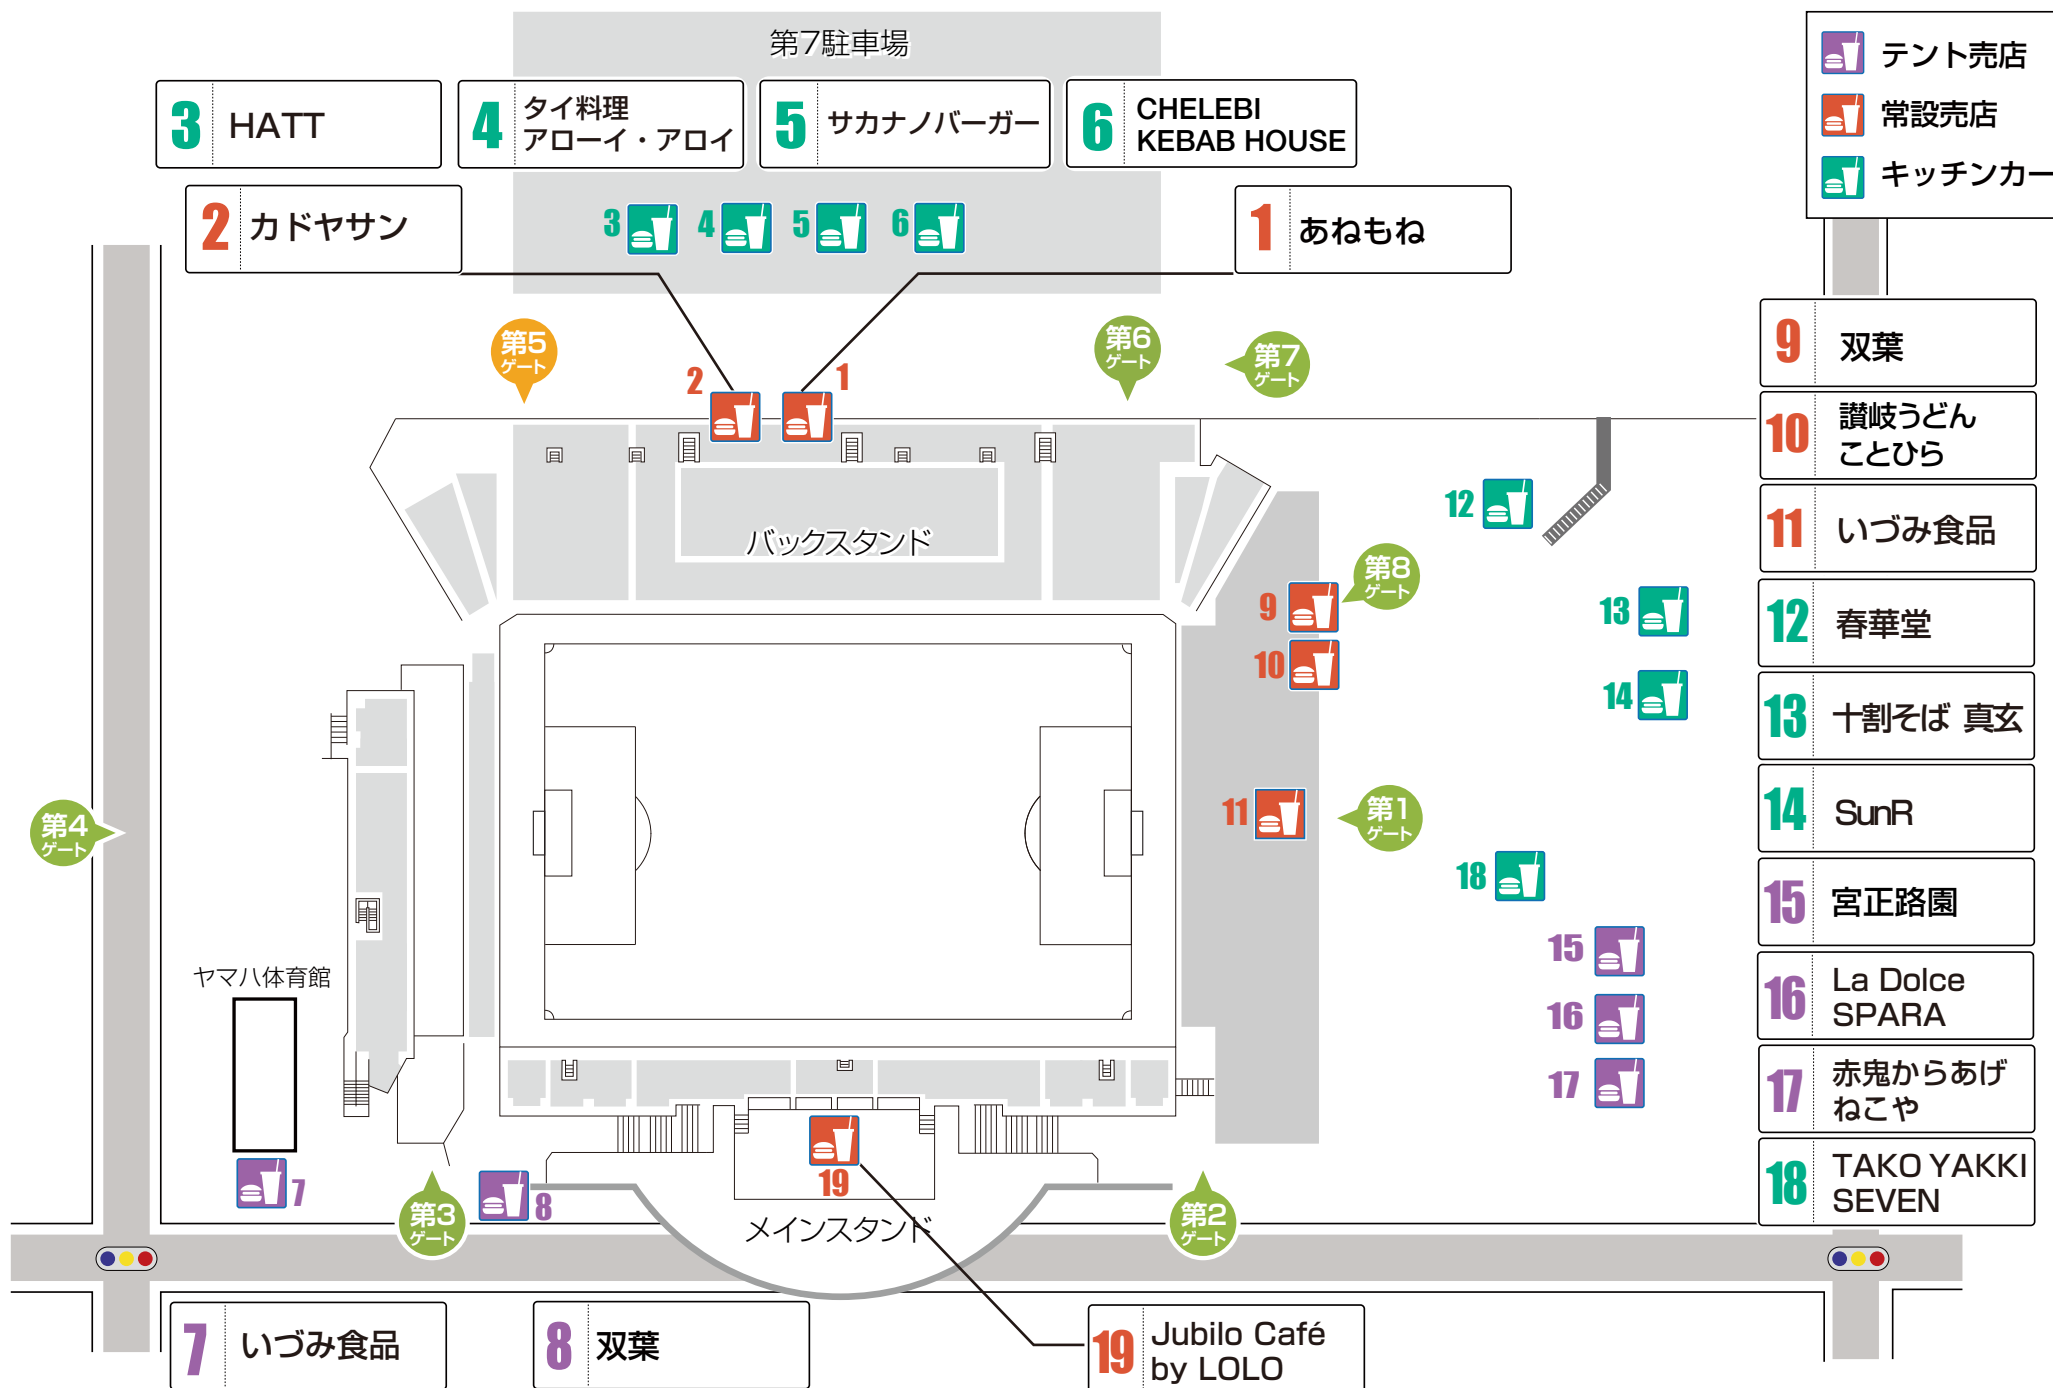 第7駐車場
テント売店
常設売店
キッチンカー
3 HATT
4 タイ料理
アローイ・アロイ
5 サカナノバーガー
6 CHELEBI
KEBAB HOUSE
2 カドヤサン
1 あねもね
3
4
5
6
第5
ゲート
第6
ゲート
第7
ゲート
2
1
9 双葉
10 讃岐うどん
ことひら
11 いづみ食品
12 春華堂
13 十割そば 真玄
14 SunR
15 宮正路園
16 La Dolce
SPARA
17 赤鬼からあげ
ねこや
18 TAKO YAKKI
SEVEN
バックスタンド
12
第8
ゲート
9
10
13
14
第4
ゲート
11
第1
ゲート
18
15
16
17
ヤマハ体育館
7
第3
ゲート
8
19
メインスタンド
第2
ゲート
7 いづみ食品
8 双葉
19 Jubilo Café
by LOLO